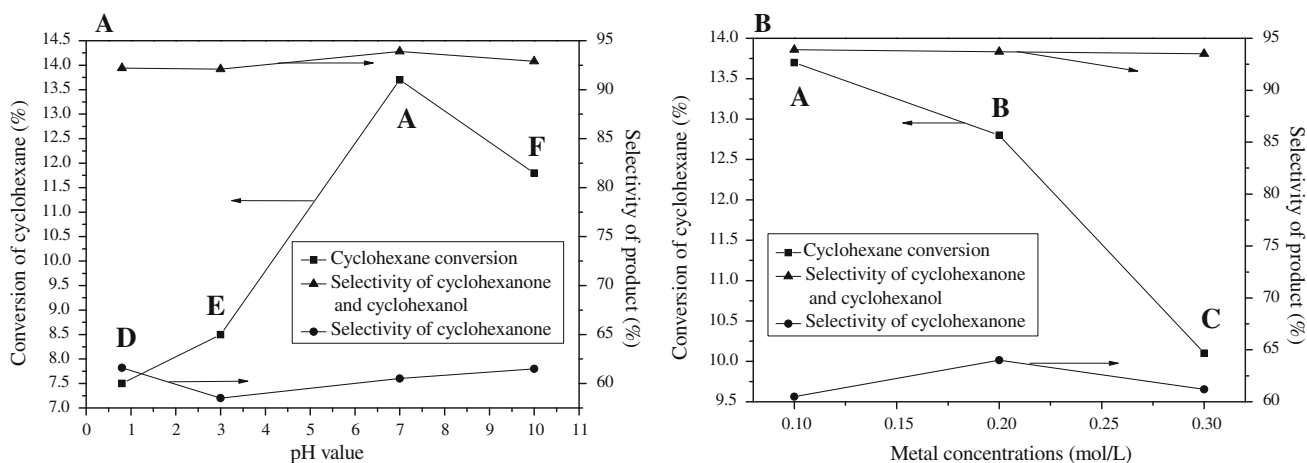 A
Conversion of cyclohexane (%)
14.5
14.0
13.5
13.0
12.5
12.0
11.5
11.0
10.5
10.0
9.5
9.0
8.5
8.0
7.5
7.0
D
E
A
F
Cyclohexane conversion
Selectivity of cyclohexanone
and cyclohexanol
Selectivity of cyclohexanone
0 1 2 3 4 5 6 7 8 9 10 11
pH value
95
90
85
80
75
70
65
60
Selectivity of product (%)
B
Conversion of cyclohexane (%)
14.0
13.5
13.0
12.5
12.0
11.5
11.0
10.5
10.0
9.5
A
B
C
Cyclohexane conversion
Selectivity of cyclohexanone
and cyclohexanol
Selectivity of cyclohexanone
0.10 0.15 0.20 0.25 0.30
Metal concentrations (mol/L)
95
90
85
80
75
70
65
60
Selectivity of product (%)